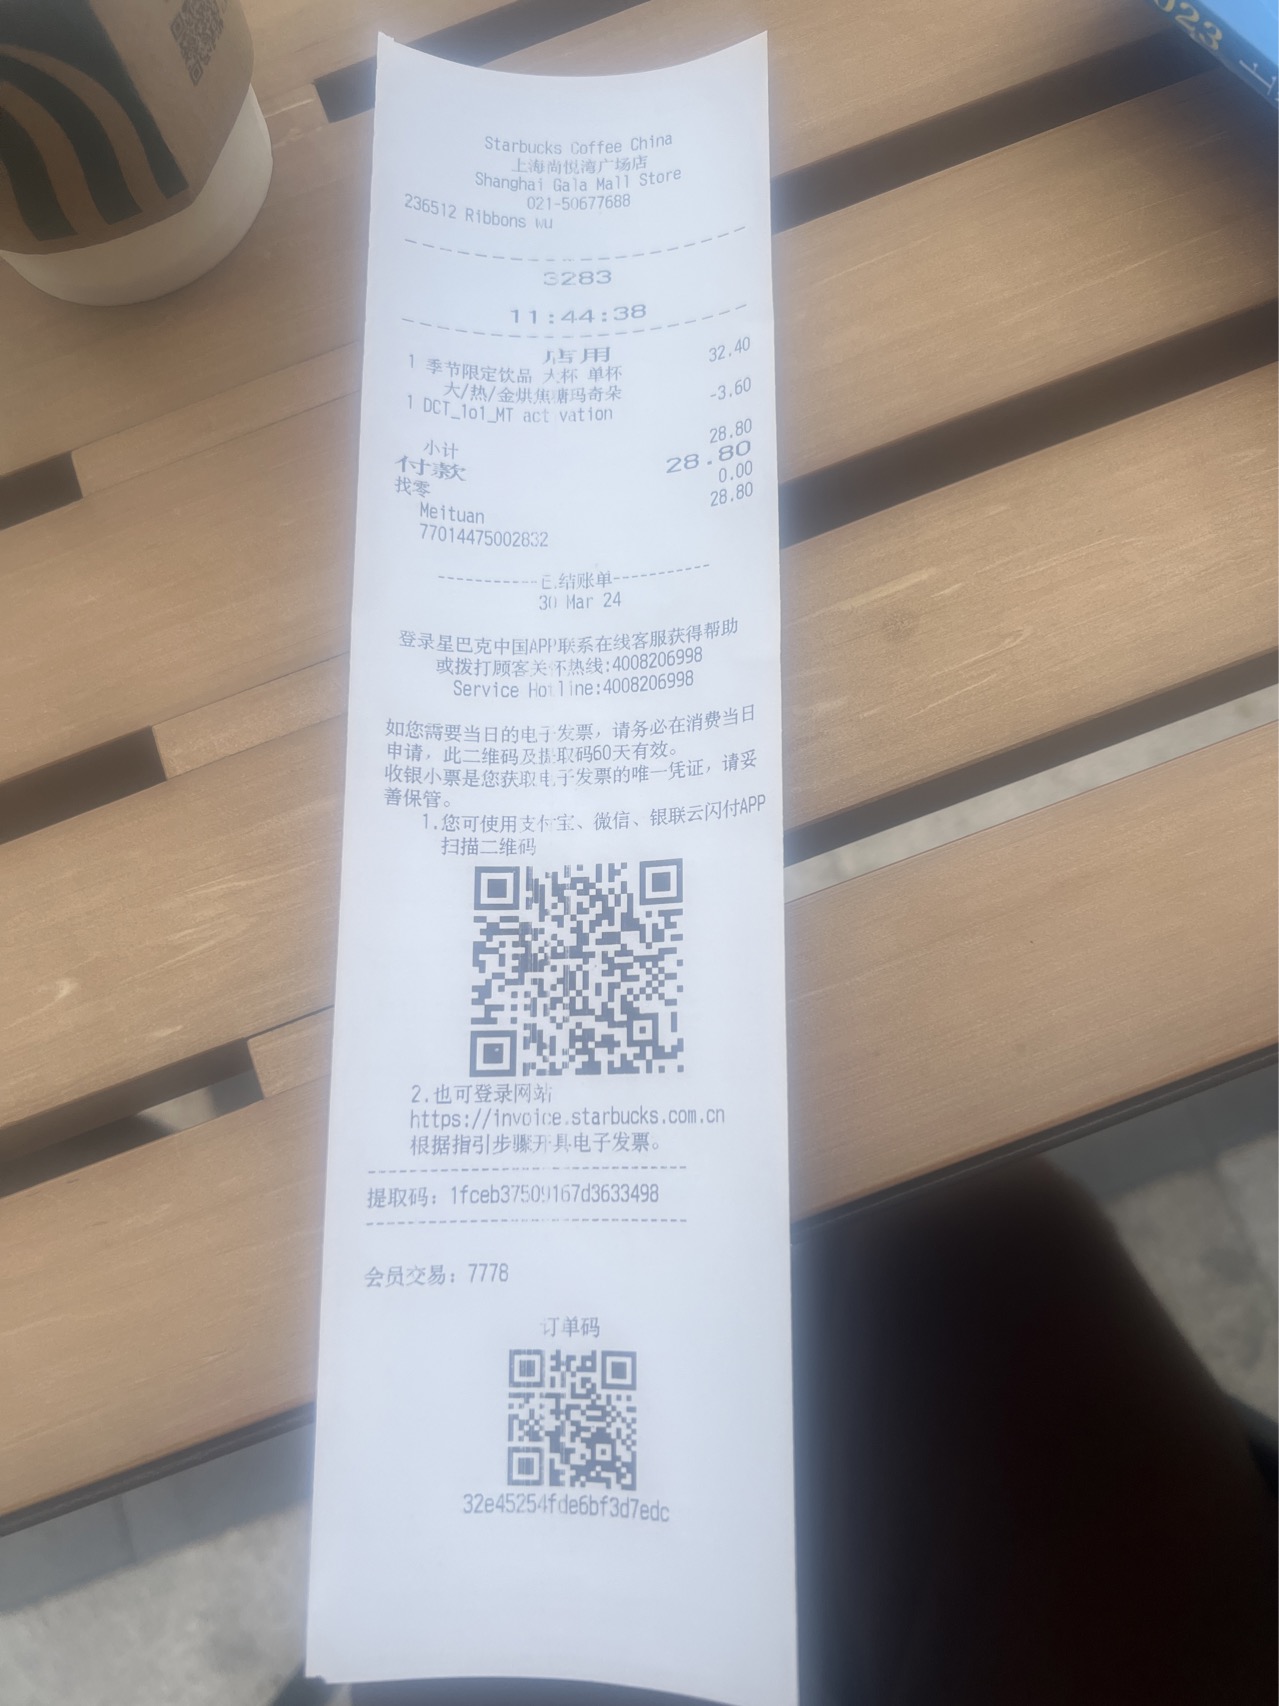 023 上
Starbucks Coffee China
上海尚悦湾广场店
Shanghai Gala Mall Store
021-50677688
236512 Ribbons wu
3283
11:44:38
店用
1 季节限定饮品 大杯 单杯 32.40
大/热/金烘焦糖玛奇朵
1 DCT_1o1_MT activation -3.60
小计 28.80
付款 28.80
找零 0.00
Meituan 28.80
77014475002832
-----------已结账单-----------
30 Mar 24
登录星巴克中国APP联系在线客服获得帮助
或拨打顾客关怀热线:4008206998
Service Hotline:4008206998
如您需要当日的电子发票，请务必在消费当日
申请，此二维码及提取码60天有效。
收银小票是您获取电子发票的唯一凭证，请妥
善保管。
1.您可使用支付宝、微信、银联云闪付APP
扫描二维码
2.也可登录网站
https://invoice.starbucks.com.cn
根据指引步骤开具电子发票。
提取码: 1fceb37509167d3633498
会员交易: 7778
订单码
32e45254fde6bf3d7edc